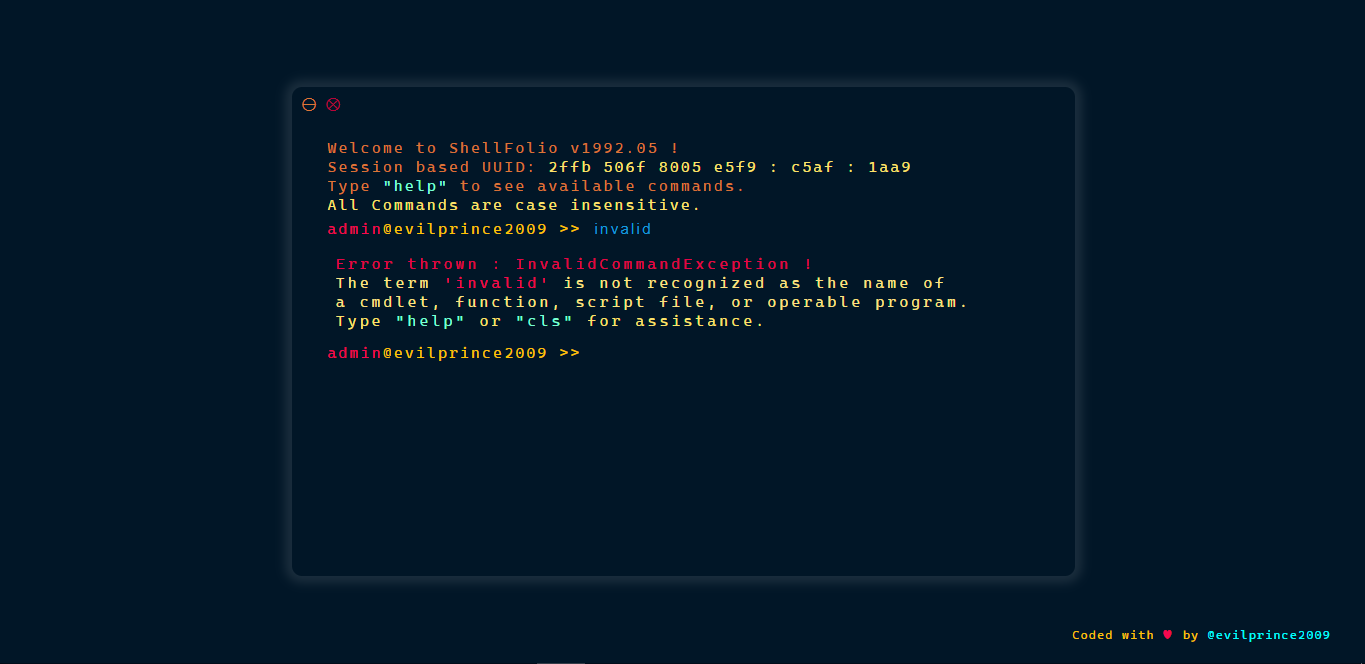 Welcome to ShellFolio v1992.05 !
Session based UUID: 2ffb 506f 8005 e5f9 : c5af : 1aa9
Type "help" to see available commands.
All Commands are case insensitive.
admin@evilprince2009 >> invalid
Error thrown : InvalidCommandException !
The term 'invalid' is not recognized as the name of
a cmdlet, function, script file, or operable program.
Type "help" or "cls" for assistance.
admin@evilprince2009 >>
Coded with ♥ by @evilprince2009